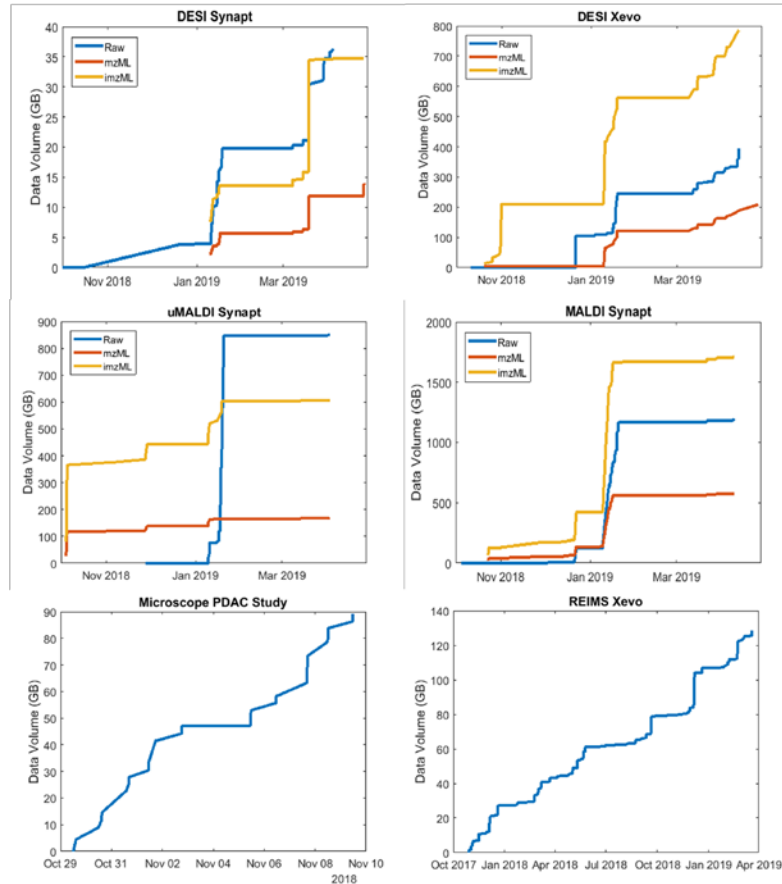 DESI Synapt
40
35
30
25
20
15
10
5
0
Data Volume (GB)
Raw
mzML
imzML
Nov 2018
Jan 2019
Mar 2019
DESI Xevo
800
700
600
500
400
300
200
100
0
Data Volume (GB)
Raw
mzML
imzML
Nov 2018
Jan 2019
Mar 2019
uMALDI Synapt
900
800
700
600
500
400
300
200
100
0
Data Volume (GB)
Raw
mzML
imzML
Nov 2018
Jan 2019
Mar 2019
MALDI Synapt
2000
1500
1000
500
0
Data Volume (GB)
Raw
mzML
imzML
Nov 2018
Jan 2019
Mar 2019
Microscope PDAC Study
90
80
70
60
50
40
30
20
10
0
Data Volume (GB)
Oct 29
Oct 31
Nov 02
Nov 04
Nov 06
Nov 08
Nov 10
2018
REIMS Xevo
140
120
100
80
60
40
20
0
Data Volume (GB)
Oct 2017
Jan 2018
Apr 2018
Jul 2018
Oct 2018
Jan 2019
Apr 2019